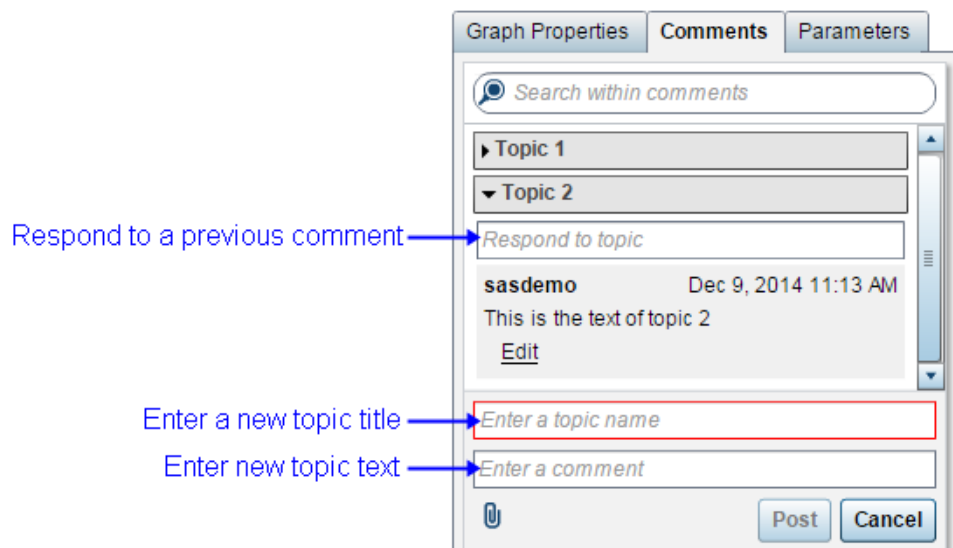 Graph Properties Comments Parameters
Search within comments
Topic 1
Topic 2
Respond to a previous comment
Respond to topic
sasdemo Dec 9, 2014 11:13 AM
This is the text of topic 2
Edit
Enter a new topic title
Enter a topic name
Enter new topic text
Enter a comment
Post Cancel